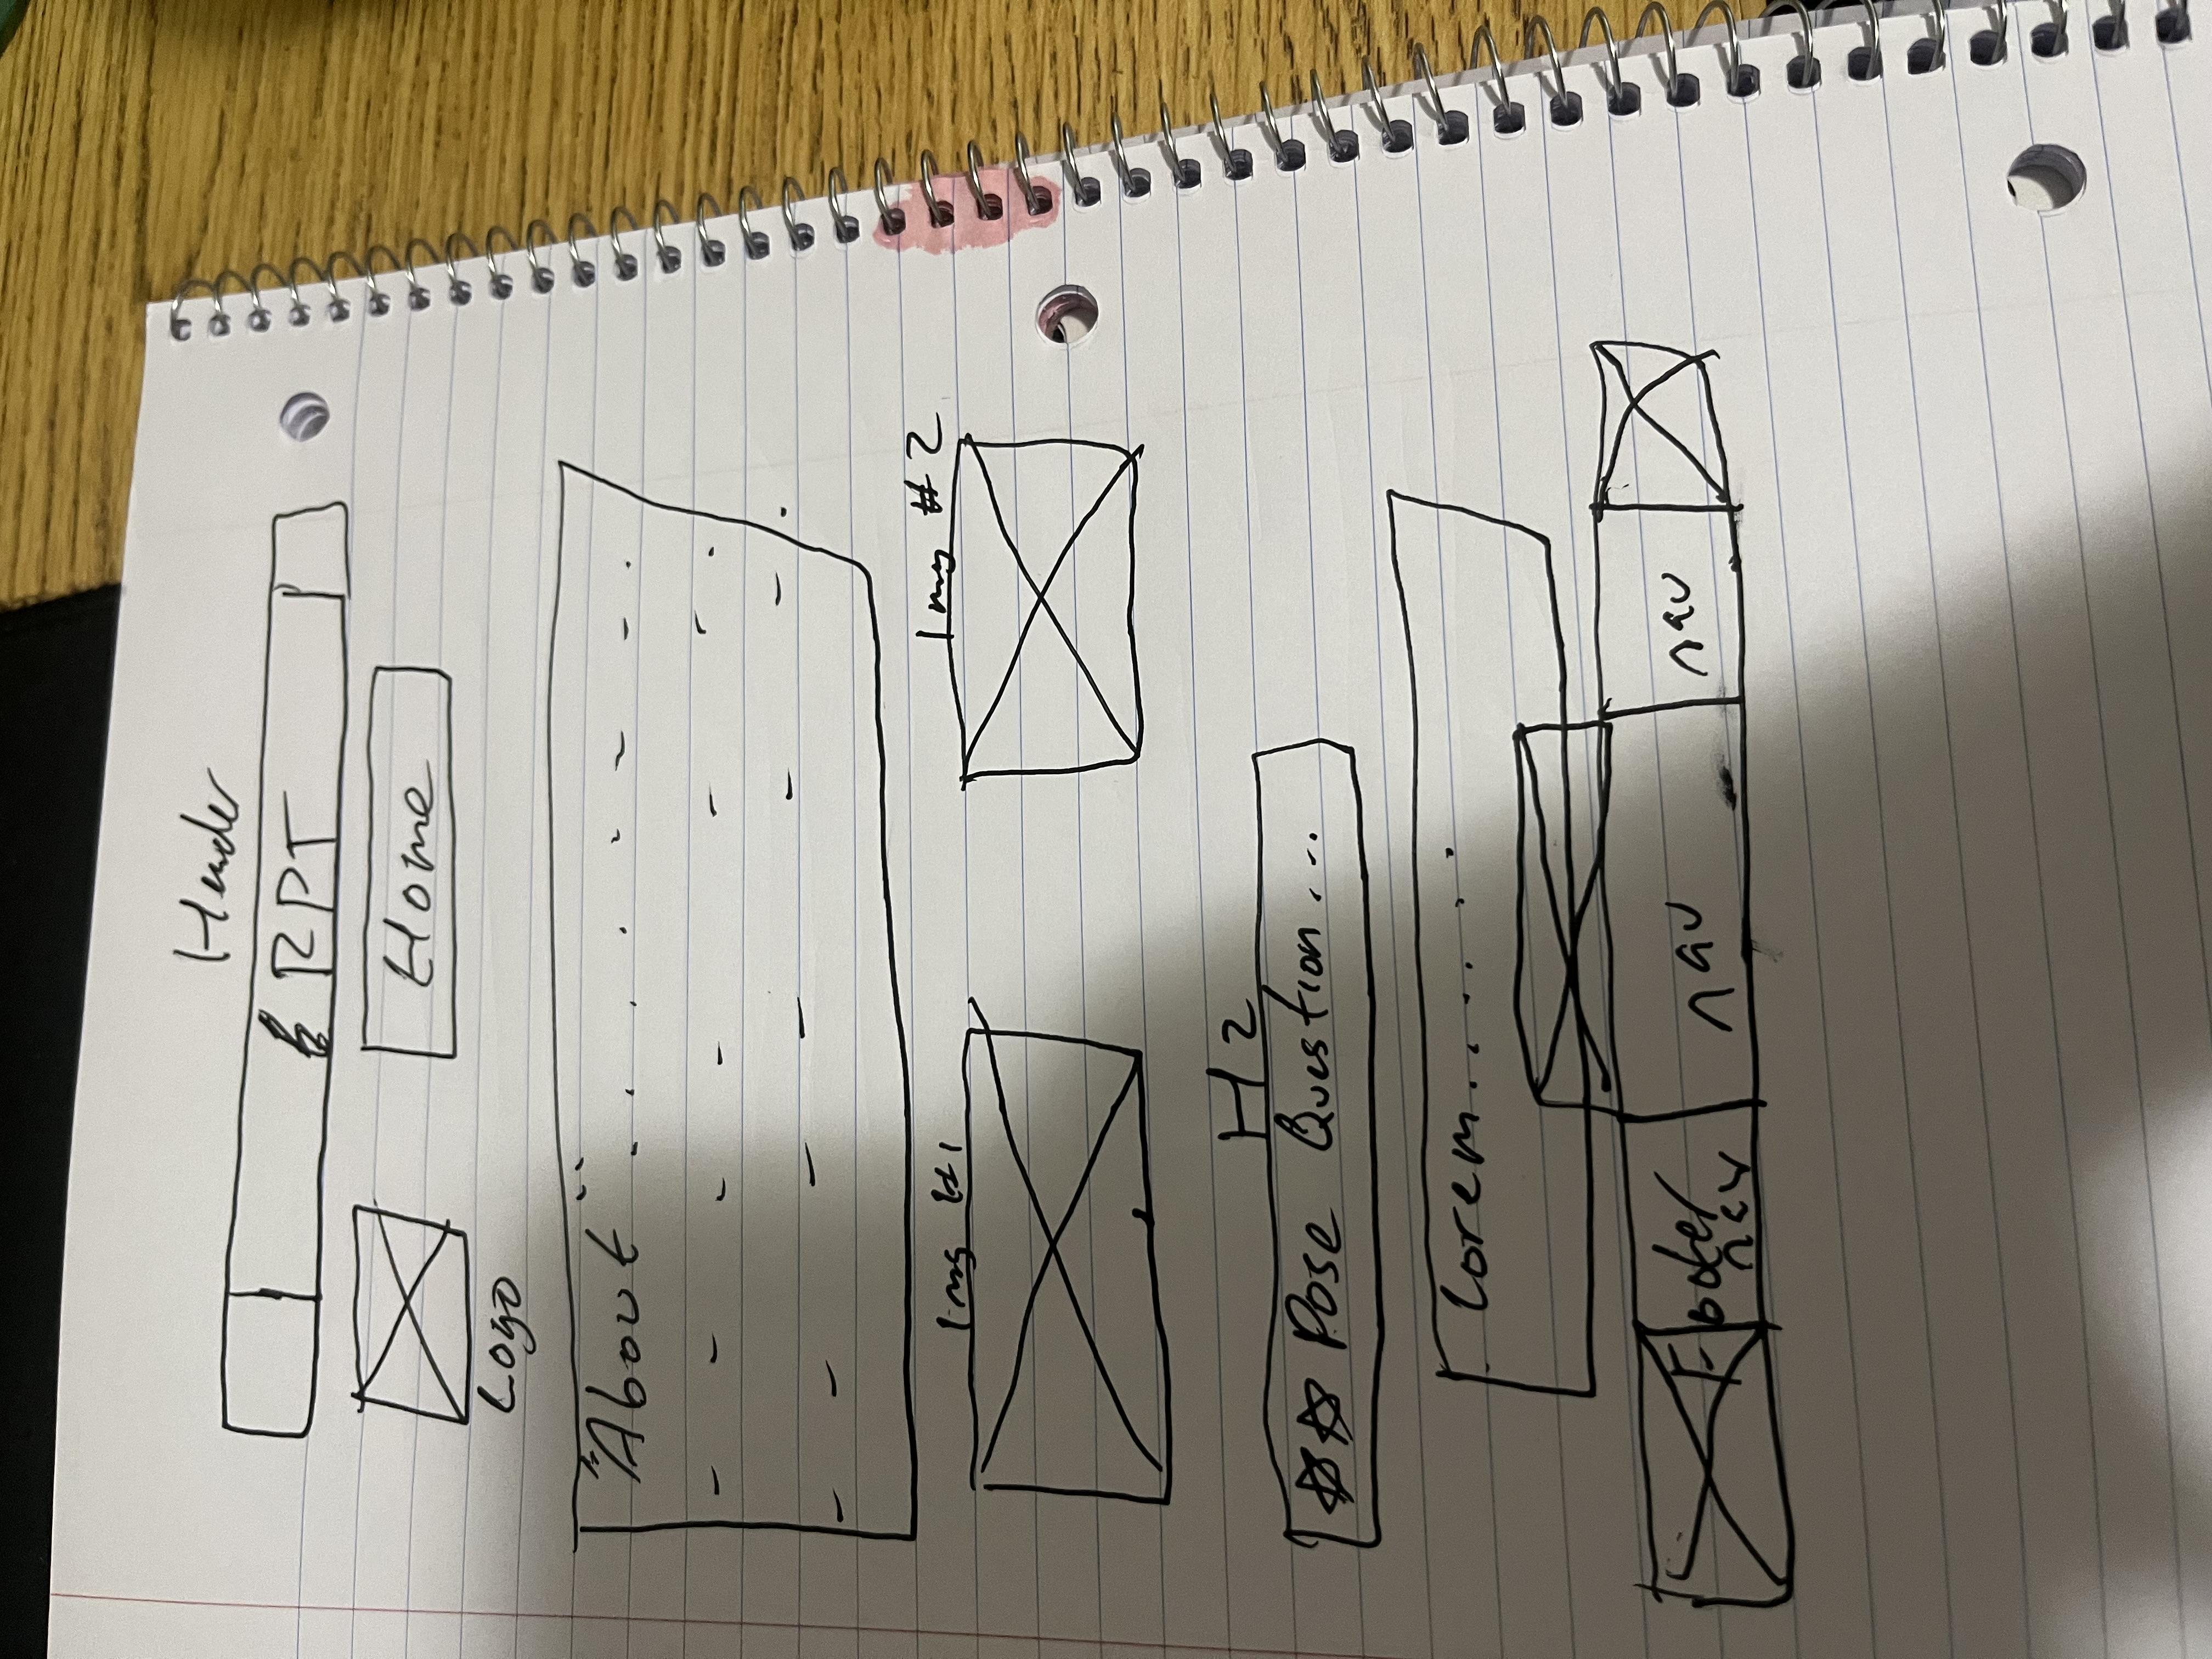 Header
RPT
Home
Logo
"About" . . . . . - - .
Img #1
Img #2
H2
☆☆ Pose Question...
Lorem......
Footer
nav
nav
nav